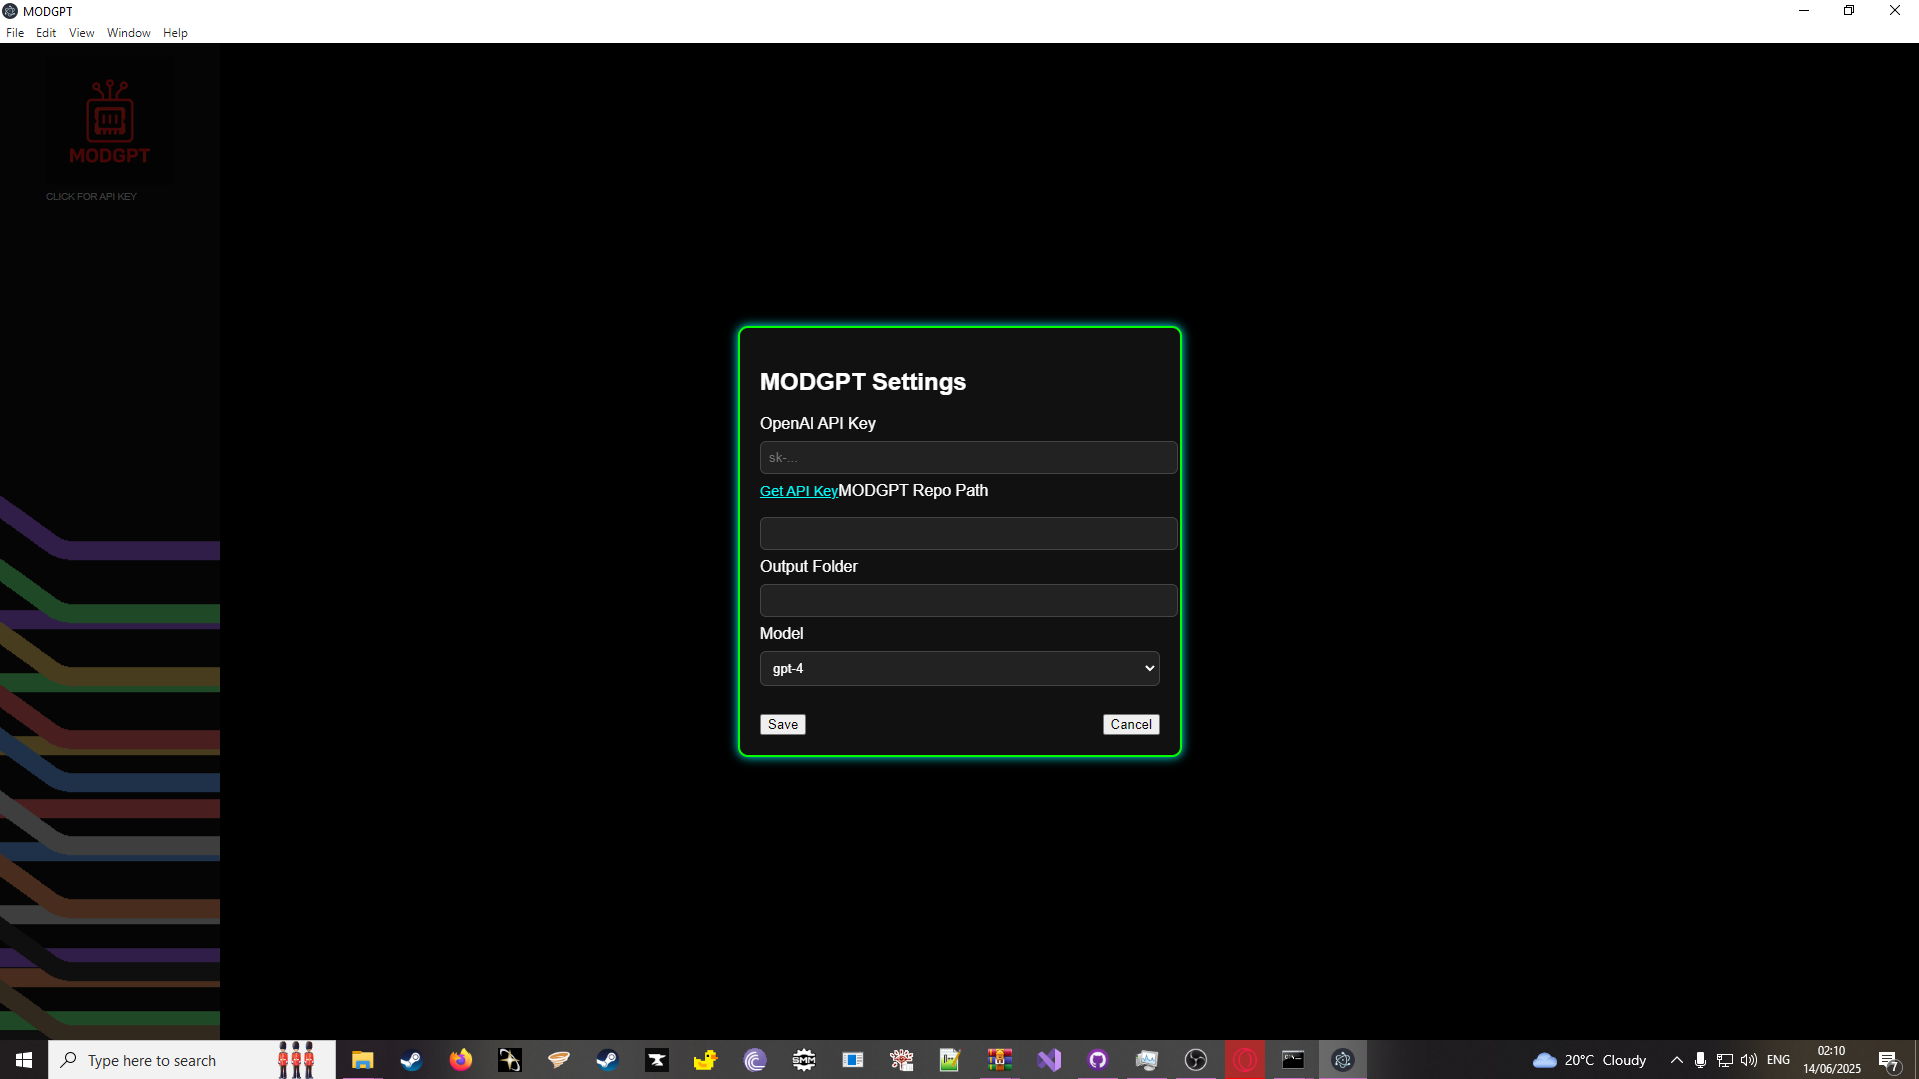 MODGPT
File Edit View Window Help
MODGPT
CLICK FOR API KEY
MODGPT Settings
OpenAI API Key
sk-...
Get API KeyMODGPT Repo Path
Output Folder
Model
gpt-4
Save Cancel
Type here to search
SMM
20°C Cloudy
ENG
02:10
14/06/2025
7